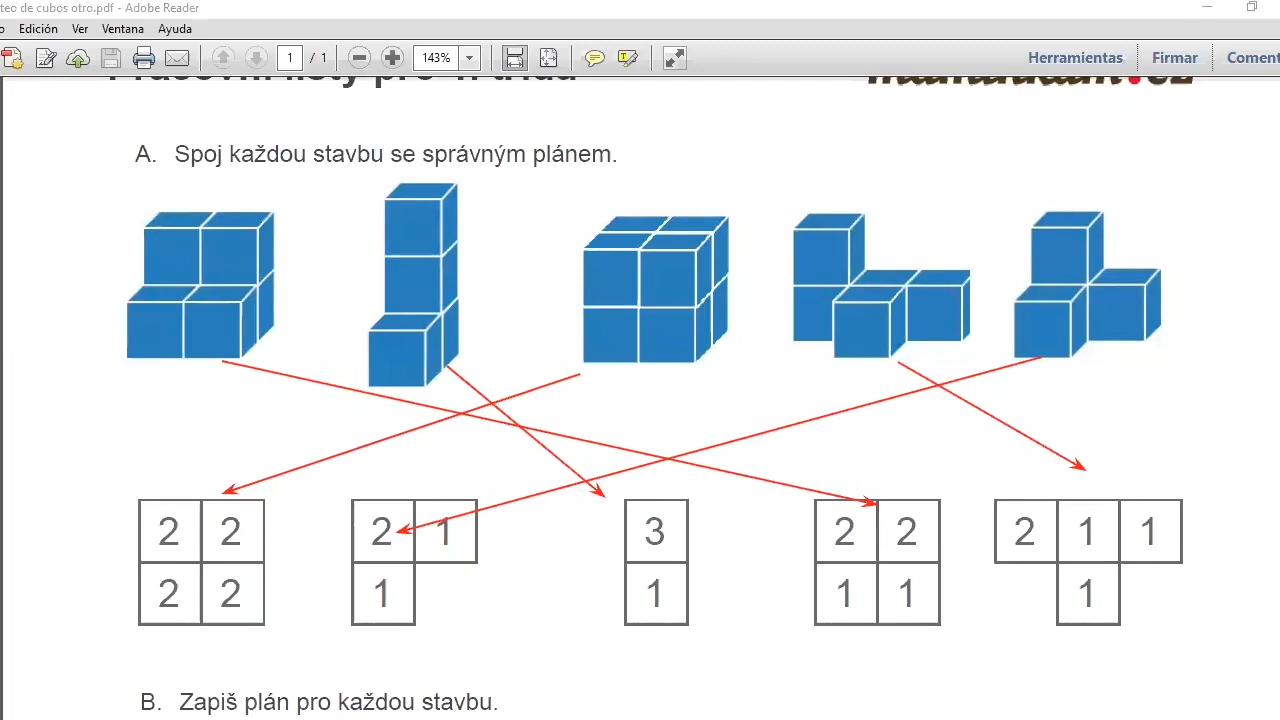 teo de cubos otro.pdf - Adobe Reader
o Edición Ver Ventana Ayuda
1 / 1 143% Herramientas Firmar Coment
A. Spoj každou stavbu se správným plánem.
2 2 2 1 3 2 2 2 1 1
2 2 1 1 1 1 1
B. Zapiš plán pro každou stavbu.